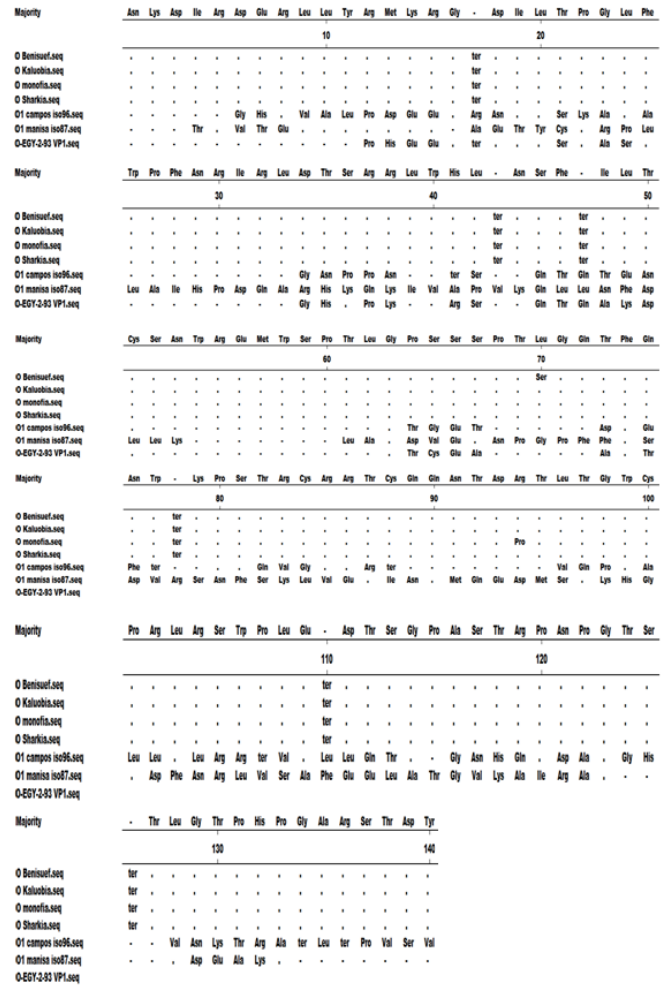 Majority Asn Lys Asp Ile Arg Asp Glu Arg Leu Leu Tyr Arg Met Lys Arg Gly - Asp Ile Leu Thr Pro Gly Leu Phe
10 20
O Benisuef.seq . . . . . . . . . . . . . . . . ter . . . . . . . .
O Kaluobia.seq . . . . . . . . . . . . . . . . ter . . . . . . . .
O monofia.seq . . . . . . . . . . . . . . . . ter . . . . . . . .
O Sharkia.seq . . . . . . . . . . . . . . . . ter . . . . . . . .
O1 campos iso96.seq - - - - - Gly His . Val Ala Leu Pro Asp Glu Glu . Arg Asn . . Ser Lys Ala . Ala
O1 manisa iso87.seq - - - Thr . Val Thr Glu . . . . . . . - Ala Glu Thr Tyr Cys . Arg Pro Leu
O-EGY-2-93 VP1.seq - - - - - - - - - - - Pro His Glu Glu . ter . . . Ser . Ala Ser .
Majority Trp Pro Phe Asn Arg Ile Arg Leu Asp Thr Ser Arg Arg Leu Trp His Leu - Asn Ser Phe - Ile Leu Thr
30 40 50
O Benisuef.seq . . . . . . . . . . . . . . . . . ter . . . ter . . .
O Kaluobia.seq . . . . . . . . . . . . . . . . . ter . . . ter . . .
O monofia.seq . . . . . . . . . . . . . . . . . ter . . . ter . . .
O Sharkia.seq . . . . . . . . . . . . . . . . . ter . . . ter . . .
O1 campos iso96.seq - - - - - - - - Gly Asn Pro Pro Asn - - ter Ser - - Gln Thr Gln Thr Glu Asn
O1 manisa iso87.seq Leu Ala Ile His Pro Asp Gln Ala Arg His Lys Gln Lys Ile Val Ala Pro Val Lys Gln Leu Leu Asn Phe Asp
O-EGY-2-93 VP1.seq - - - - - - - - Gly His . Pro Lys - - Arg Ser - - Gln Thr Gln Ala Lys Asp
Majority Cys Ser Asn Trp Arg Glu Met Trp Ser Pro Thr Leu Gly Pro Ser Ser Ser Pro Thr Leu Gly Gln Thr Phe Gln
60 70
O Benisuef.seq . . . . . . . . . . . . . . . . . . . Ser . . . . .
O Kaluobia.seq . . . . . . . . . . . . . . . . . . . . . . . . .
O monofia.seq . . . . . . . . . . . . . . . . . . . . . . . . .
O Sharkia.seq . . . . . . . . . . . . . . . . . . . . . . . . .
O1 campos iso96.seq . - - - - - - - - - - - - Thr Gly Glu Thr . . . . . Asp . Glu
O1 manisa iso87.seq Leu Leu Lys - - - - - - - Leu Ala . Asp Val Glu . Asn Pro Gly Pro Phe Phe . Ser
O-EGY-2-93 VP1.seq . - - - - - - - - - - - - Thr Cys Glu Ala . . . . . Ala . Thr
Majority Asn Trp - Lys Pro Ser Thr Arg Cys Arg Arg Thr Cys Gln Gln Asn Thr Asp Arg Thr Leu Thr Gly Trp Cys
80 90 100
O Benisuef.seq . . ter . . . . . . . . . . . . . . . . . . . . . .
O Kaluobia.seq . . ter . . . . . . . . . . . . . . . . . . . . . .
O monofia.seq . . ter . . . . . . . . . . . . . . . . Pro . . . . . .
O Sharkia.seq . . ter . . . . . . . . . . . . . . . . . . . . . .
O1 campos iso96.seq Phe ter - - - - Gln Val Gly . . Arg ter - - - - - - - Val Gln Pro . Ala
O1 manisa iso87.seq Asp Val Arg Ser Asn Phe Ser Lys Leu Val Glu . Ile Asn . Met Gln Glu Asp Met Ser . Lys His Gly
O-EGY-2-93 VP1.seq
Majority Pro Arg Leu Arg Ser Trp Pro Leu Glu - Asp Thr Ser Gly Pro Ala Ser Thr Arg Pro Asn Pro Gly Thr Ser
110 120
O Benisuef.seq . . . . . . . . . ter . . . . . . . . . . . . . . .
O Kaluobia.seq . . . . . . . . . ter . . . . . . . . . . . . . . .
O monofia.seq . . . . . . . . . ter . . . . . . . . . . . . . . .
O Sharkia.seq . . . . . . . . . ter . . . . . . . . . . . . . . .
O1 campos iso96.seq Leu Leu . Leu Arg Arg ter Val . Leu Leu Gln Thr . - Gly Asn His Gln . Asp Ala . Gly His
O1 manisa iso87.seq . Asp Phe Asn Arg Leu Val Ser Ala Phe Glu Glu Leu Ala Thr Gly Val Lys Ala Ile Arg Ala . - -
O-EGY-2-93 VP1.seq
Majority - Thr Leu Gly Thr Pro His Pro Gly Ala Arg Ser Thr Asp Tyr
130 140
O Benisuef.seq ter . . . . . . . . . . . . . .
O Kaluobia.seq ter . . . . . . . . . . . . . .
O monofia.seq ter . . . . . . . . . . . . . .
O Sharkia.seq ter . . . . . . . . . . . . . .
O1 campos iso96.seq - - Val Asn Lys Thr Arg Ala ter Leu ter Pro Val Ser Val
O1 manisa iso87.seq - - . Asp Glu Ala Lys . - - - - - - -
O-EGY-2-93 VP1.seq